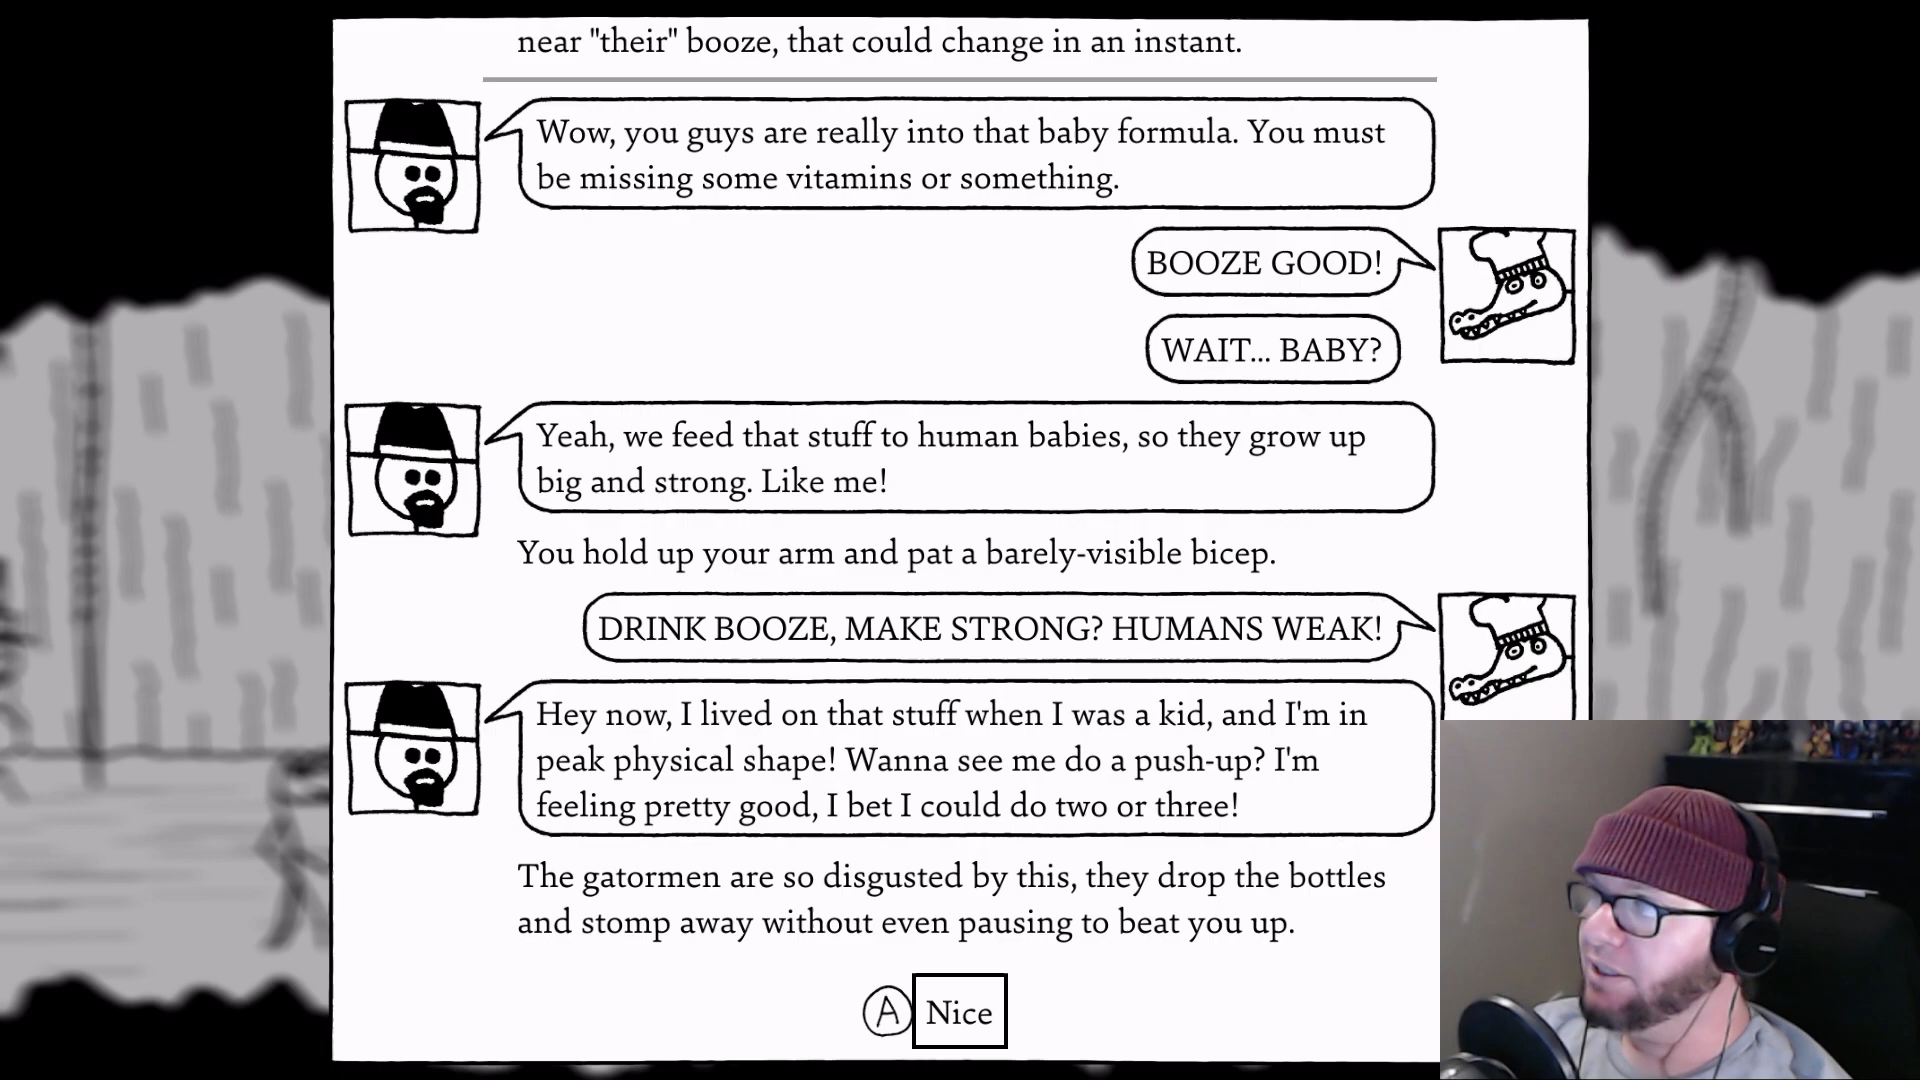 near "their" booze, that could change in an instant.
Wow, you guys are really into that baby formula. You must
be missing some vitamins or something.
BOOZE GOOD!
WAIT... BABY?
Yeah, we feed that stuff to human babies, so they grow up
big and strong. Like me!
You hold up your arm and pat a barely-visible bicep.
DRINK BOOZE, MAKE STRONG? HUMANS WEAK!
Hey now, I lived on that stuff when I was a kid, and I'm in
peak physical shape! Wanna see me do a push-up? I'm
feeling pretty good, I bet I could do two or three!
The gatormen are so disgusted by this, they drop the bottles
and stomp away without even pausing to beat you up.
A Nice